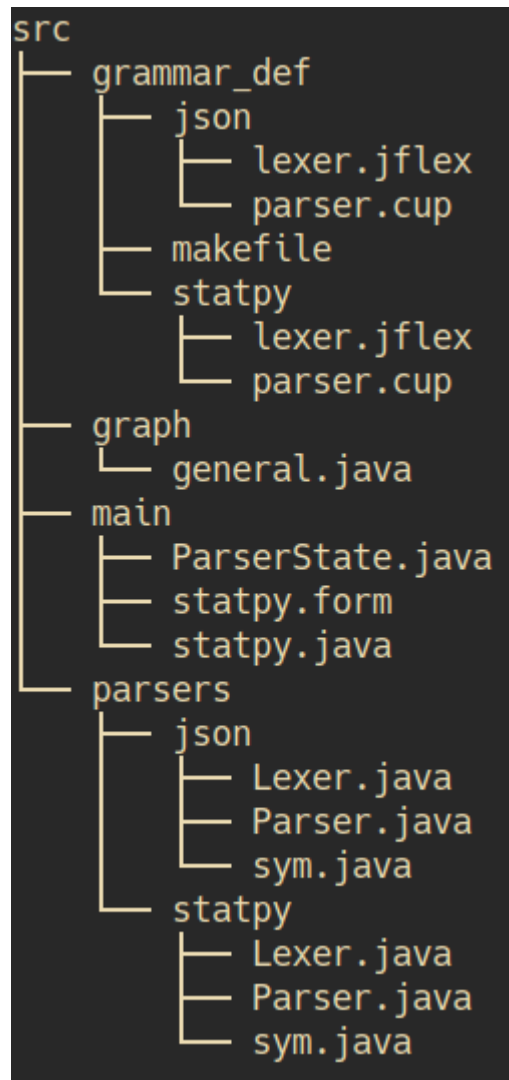 src
grammar_def
json
lexer.jflex
parser.cup
makefile
statpy
lexer.jflex
parser.cup
graph
general.java
main
ParserState.java
statpy.form
statpy.java
parsers
json
Lexer.java
Parser.java
sym.java
statpy
Lexer.java
Parser.java
sym.java